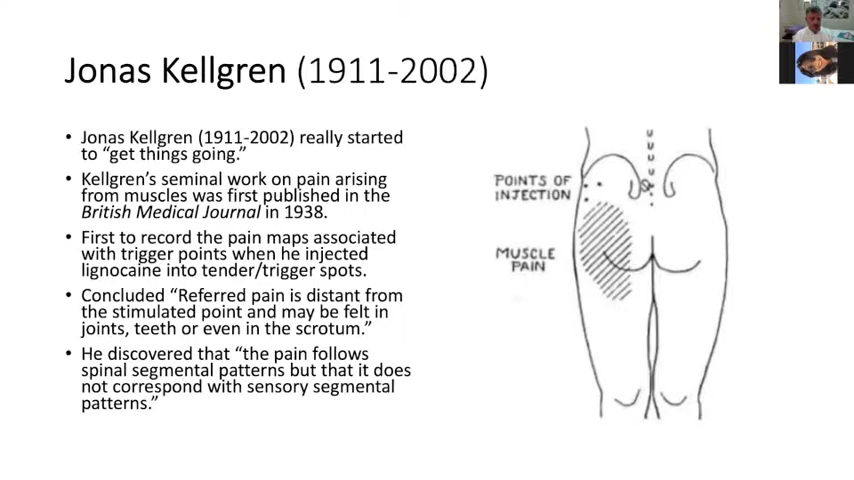 Jonas Kellgren (1911-2002)
• Jonas Kellgren (1911-2002) really started
to “get things going.”
• Kellgren’s seminal work on pain arising
from muscles was first published in the
British Medical Journal in 1938.
• First to record the pain maps associated
with trigger points when he injected
lignocaine into tender/trigger spots.
• Concluded “Referred pain is distant from
the stimulated point and may be felt in
joints, teeth or even in the scrotum.”
• He discovered that “the pain follows
spinal segmental patterns but that it does
not correspond with sensory segmental
patterns.”
POINTS OF
INJECTION
MUSCLE
PAIN